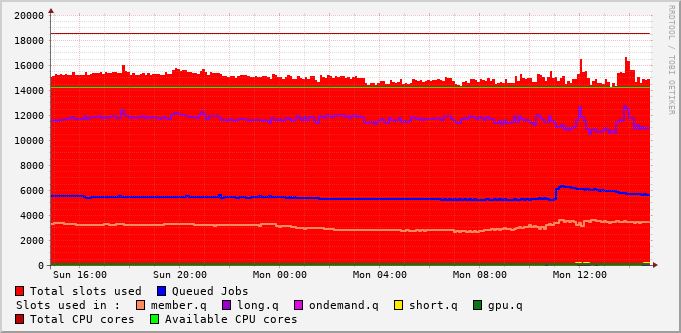 20000
18000
16000
14000
12000
10000
8000
6000
4000
2000
0
Sun 16:00 Sun 20:00 Mon 00:00 Mon 04:00 Mon 08:00 Mon 12:00
Total slots used Queued Jobs
Slots used in : member.q long.q ondemand.q short.q gpu.q
Total CPU cores Available CPU cores
RRDTOOL / TOBI OETIKER